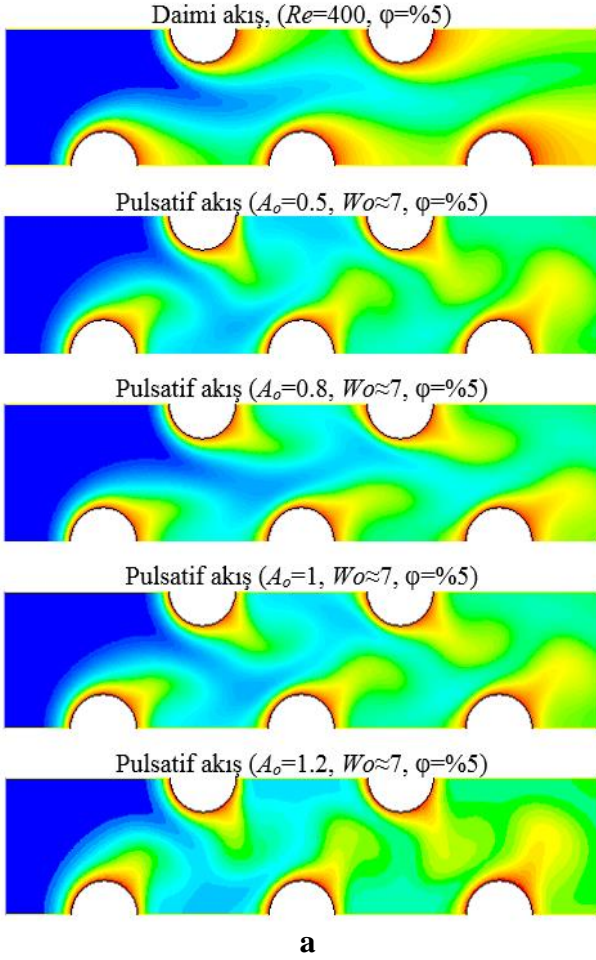 Daimi akış, (Re=400, φ=%5)
Pulsatif akış (Aₒ=0.5, Wo≈7, φ=%5)
Pulsatif akış (Aₒ=0.8, Wo≈7, φ=%5)
Pulsatif akış (Aₒ=1, Wo≈7, φ=%5)
Pulsatif akış (Aₒ=1.2, Wo≈7, φ=%5)
a